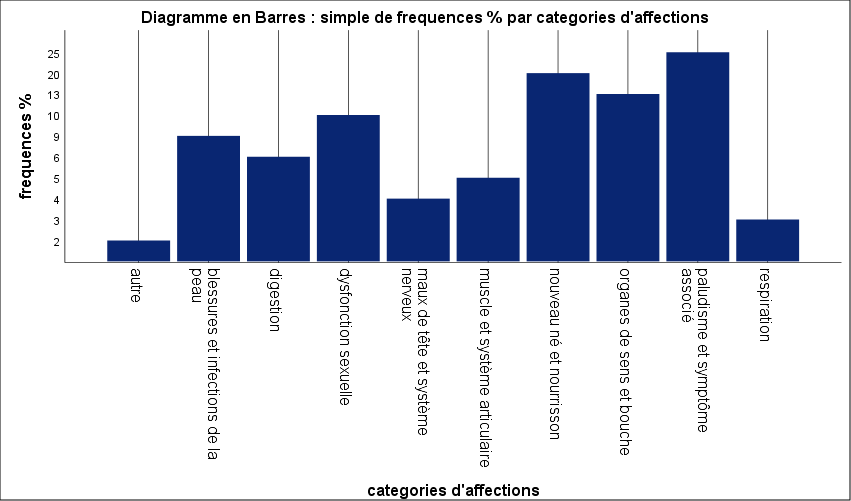 Diagramme en Barres : simple de frequences % par categories d'affections
frequences %
25
20
13
10
9
6
5
4
3
2
autre
blessures et infections de la
peau
digestion
dysfonction sexuelle
maux de tête et système
nerveux
muscle et système articulaire
nouveau né et nourrisson
organes de sens et bouche
paludisme et symptôme
associé
respiration
categories d'affections